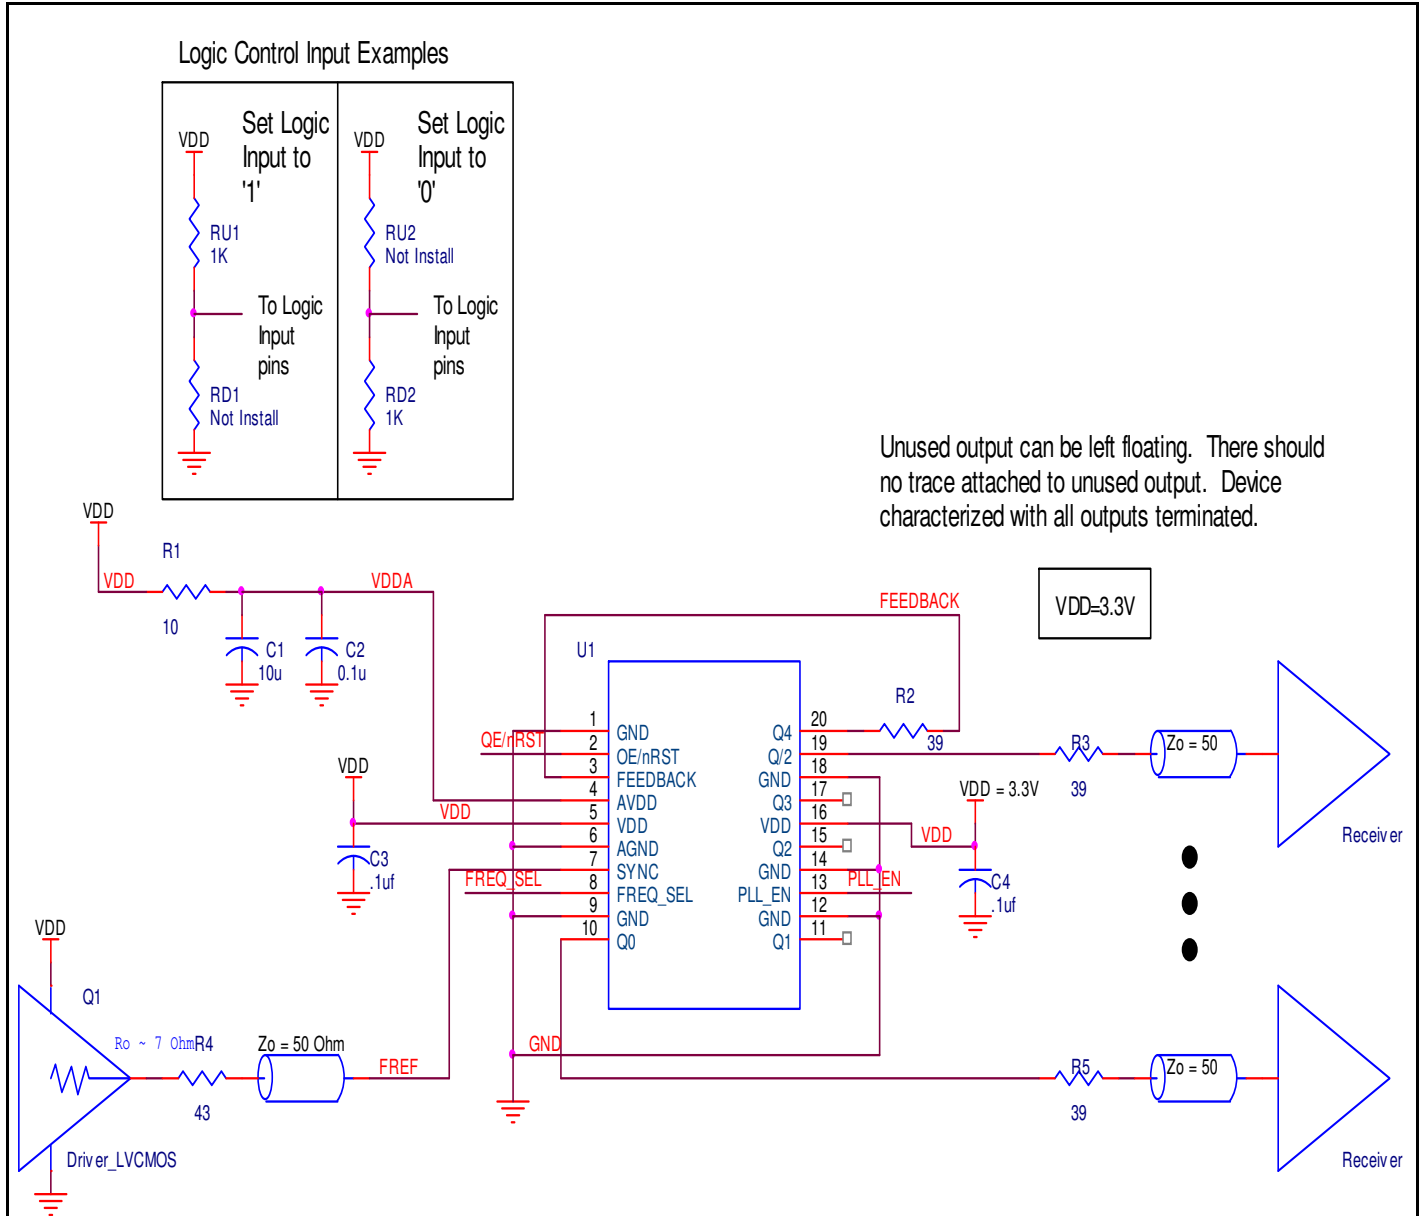 Logic Control Input Examples
VDD
Set Logic
Input to
'1'
RU1
1K
To Logic
Input
pins
RD1
Not Install
VDD
Set Logic
Input to
'0'
RU2
Not Install
To Logic
Input
pins
RD2
1K
Unused output can be left floating. There should
no trace attached to unused output. Device
characterized with all outputs terminated.
VDD=3.3V
VDD
VDD
R1
10
VDDA
C1
10u
C2
0.1u
FEEDBACK
U1
1 GND
2 OE/nRST
3 FEEDBACK
4 AVDD
5 VDD
6 AGND
7 SYNC
8 FREQ_SEL
9 GND
10 Q0
Q4 20
Q/2 19
GND 18
Q3 17
VDD 16
Q2 15
GND 14
PLL_EN 13
GND 12
Q1 11
QE/nRST
VDD
VDD
C3
.1uf
FREQ_SEL
R2
39
R3
39
Zo = 50
Receiver
VDD = 3.3V
VDD
C4
.1uf
PLL_EN
VDD
Q1
Ro ~ 7 Ohm
R4
43
Zo = 50 Ohm
FREF
Driver_LVCMOS
GND
R5
39
Zo = 50
Receiver